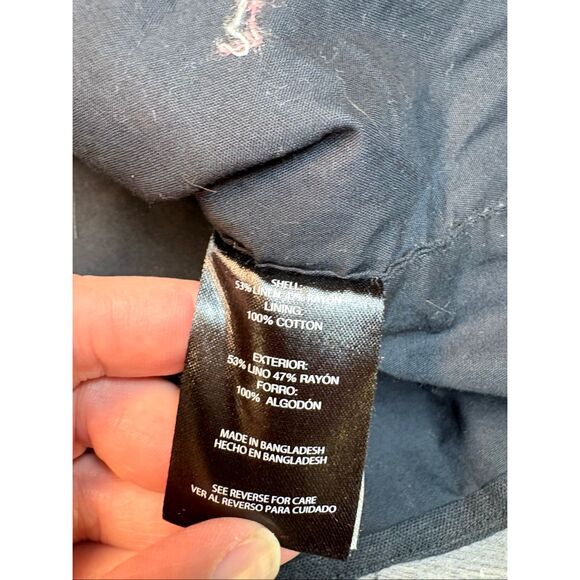 SHELL:
53% LINEN 47% RAYON
LINING:
100% COTTON
EXTERIOR:
53% LINO 47% RAYÓN
FORRO:
100% ALGODÓN
MADE IN BANGLADESH
HECHO EN BANGLADESH
SEE REVERSE FOR CARE
VER AL REVERSO PARA CUIDADO